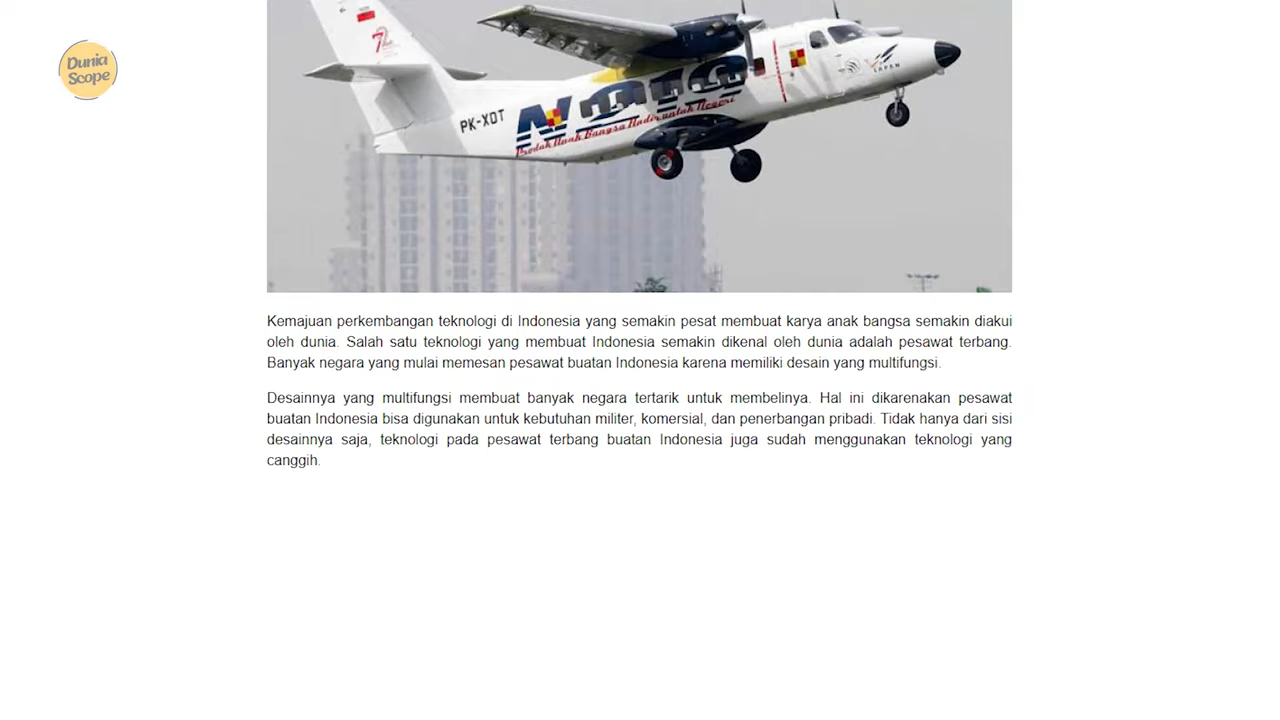 Dunia
Scope
PK-XDT
N219
Produk Anak Bangsa Hadir untuk Negeri
LAPAN
Kemajuan perkembangan teknologi di Indonesia yang semakin pesat membuat karya anak bangsa semakin diakui
oleh dunia. Salah satu teknologi yang membuat Indonesia semakin dikenal oleh dunia adalah pesawat terbang.
Banyak negara yang mulai memesan pesawat buatan Indonesia karena memiliki desain yang multifungsi.
Desainnya yang multifungsi membuat banyak negara tertarik untuk membelinya. Hal ini dikarenakan pesawat
buatan Indonesia bisa digunakan untuk kebutuhan militer, komersial, dan penerbangan pribadi. Tidak hanya dari sisi
desainnya saja, teknologi pada pesawat terbang buatan Indonesia juga sudah menggunakan teknologi yang
canggih.